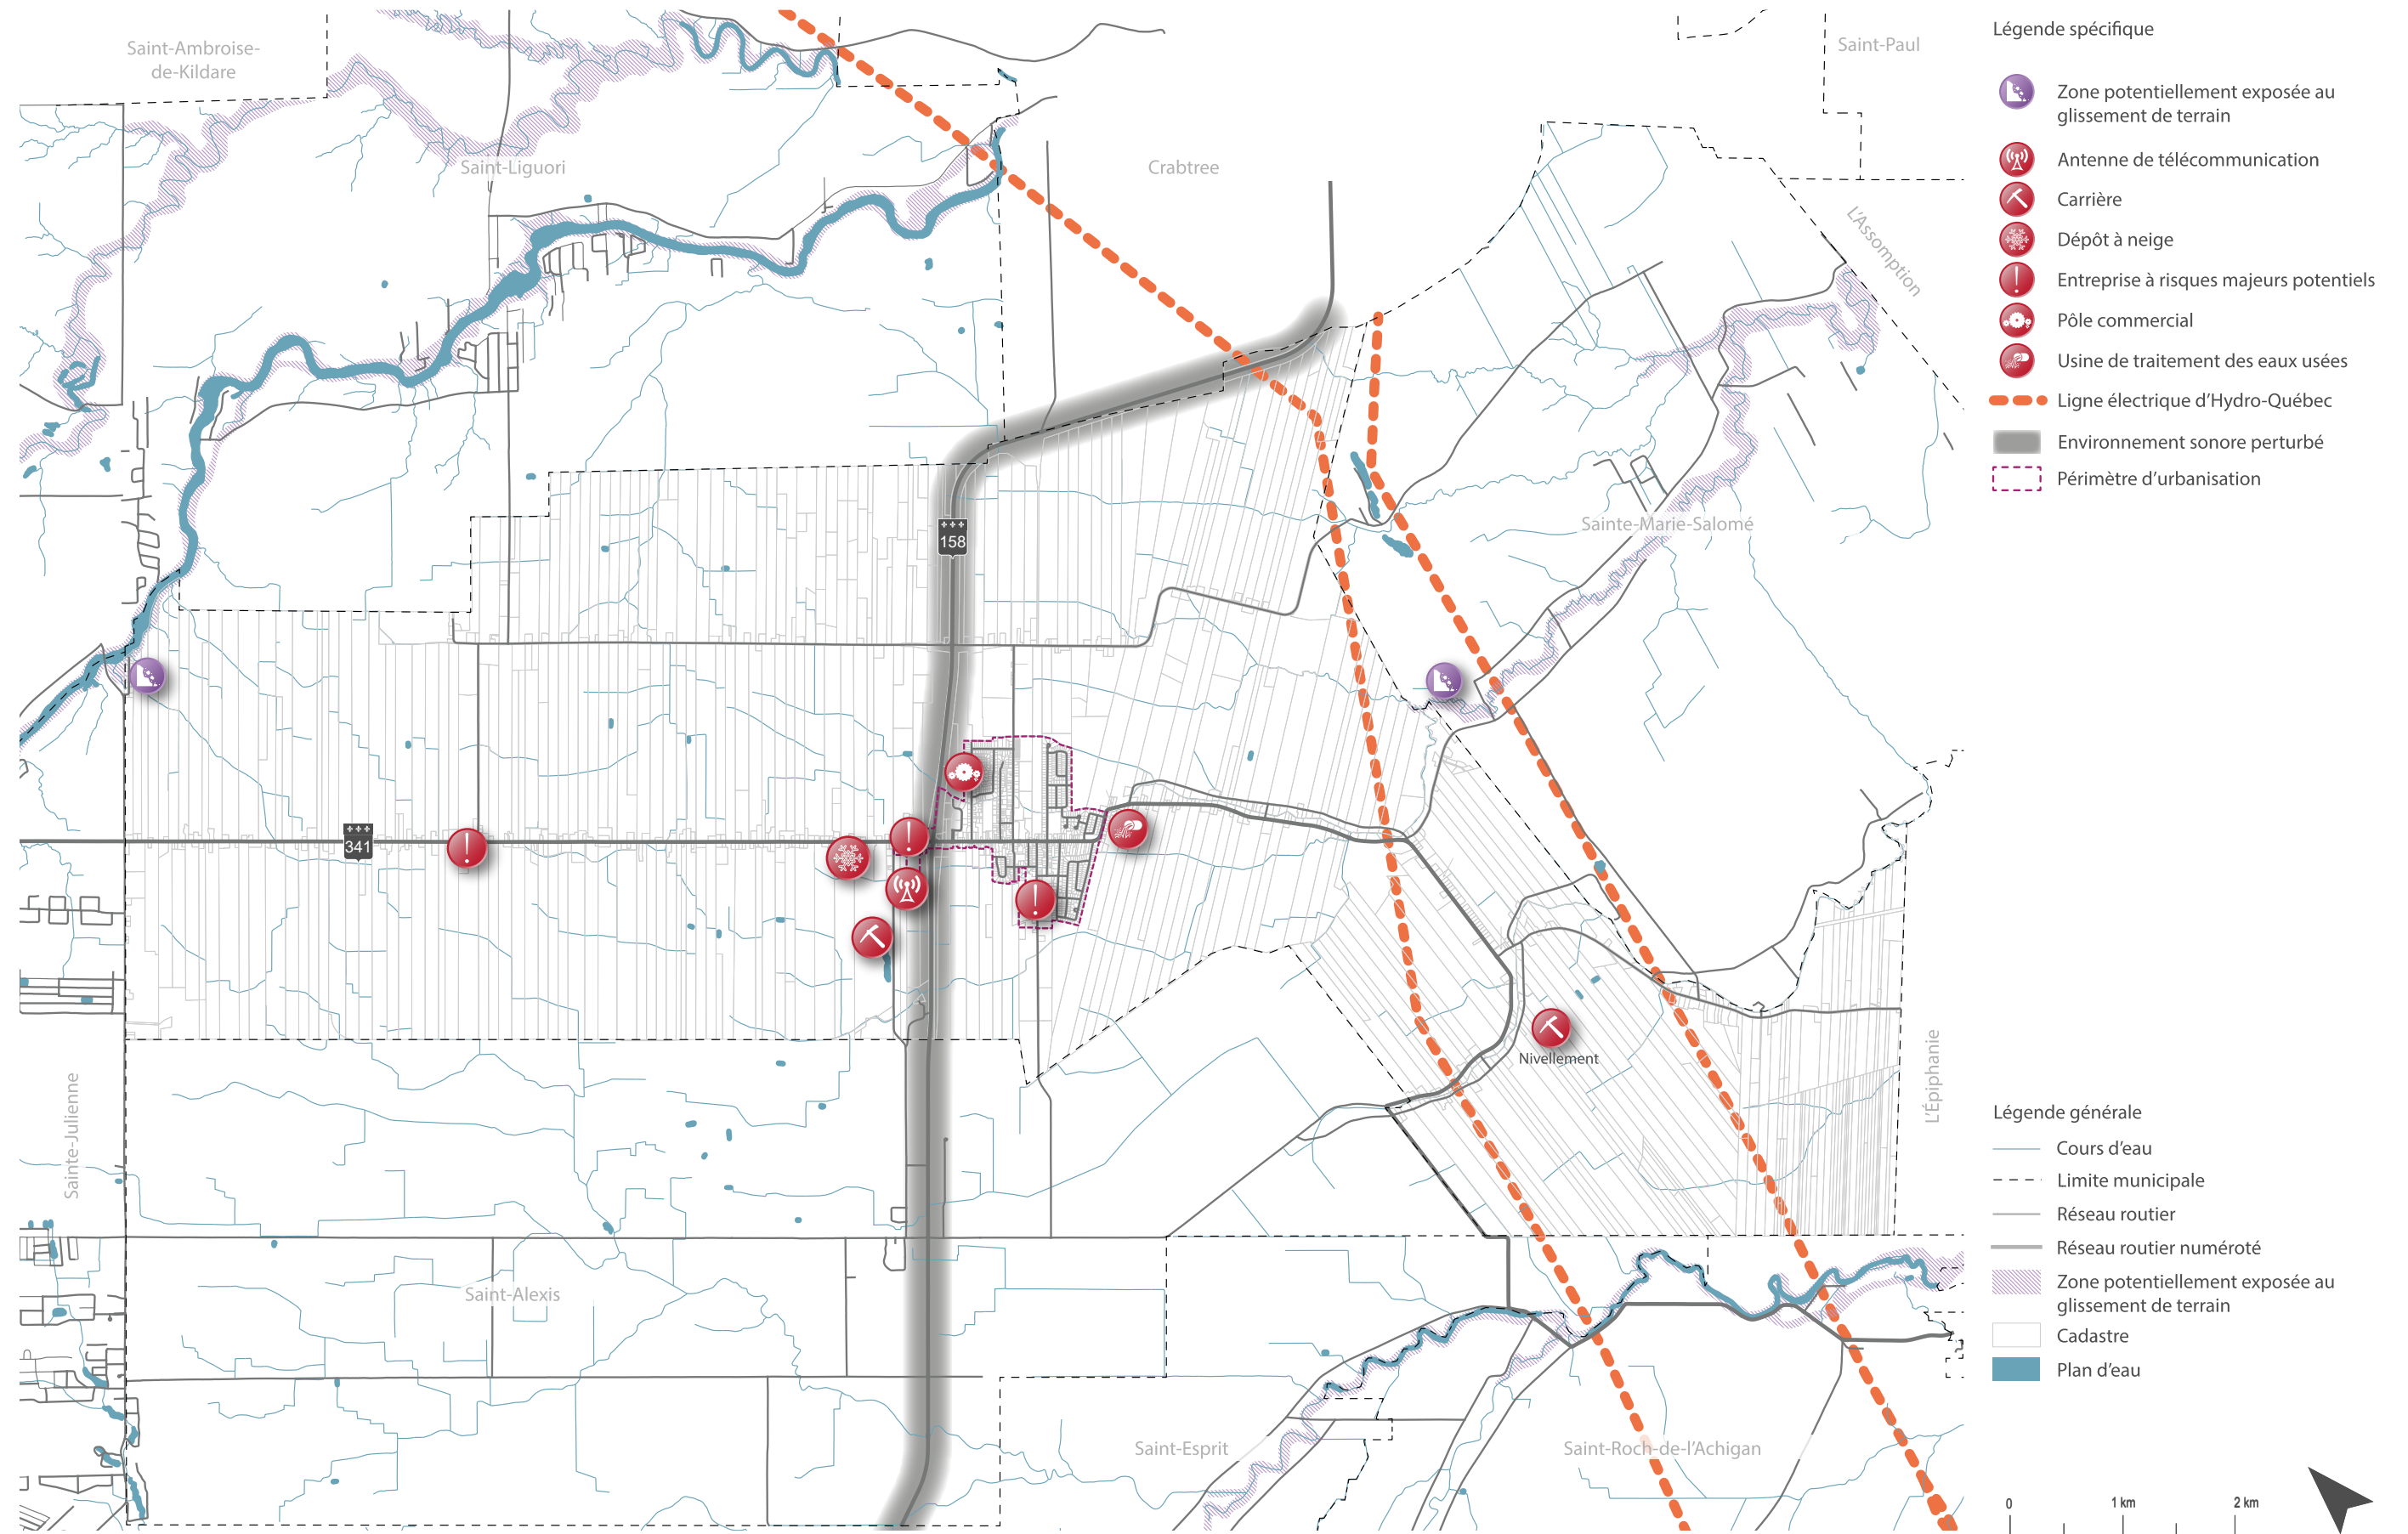 Saint-Ambroise-
de-Kildare
Saint-Liguori
Crabtree
Saint-Paul
L'Assomption
Sainte-Marie-Salomé
158
341
Nivellement
Sainte-Julienne
L'Épiphanie
Saint-Alexis
Saint-Esprit
Saint-Roch-de-l'Achigan
Légende spécifique
Zone potentiellement exposée au
glissement de terrain
Antenne de télécommunication
Carrière
Dépôt à neige
Entreprise à risques majeurs potentiels
Pôle commercial
Usine de traitement des eaux usées
Ligne électrique d'Hydro-Québec
Environnement sonore perturbé
Périmètre d'urbanisation
Légende générale
Cours d'eau
Limite municipale
Réseau routier
Réseau routier numéroté
Zone potentiellement exposée au
glissement de terrain
Cadastre
Plan d'eau
0 1 km 2 km